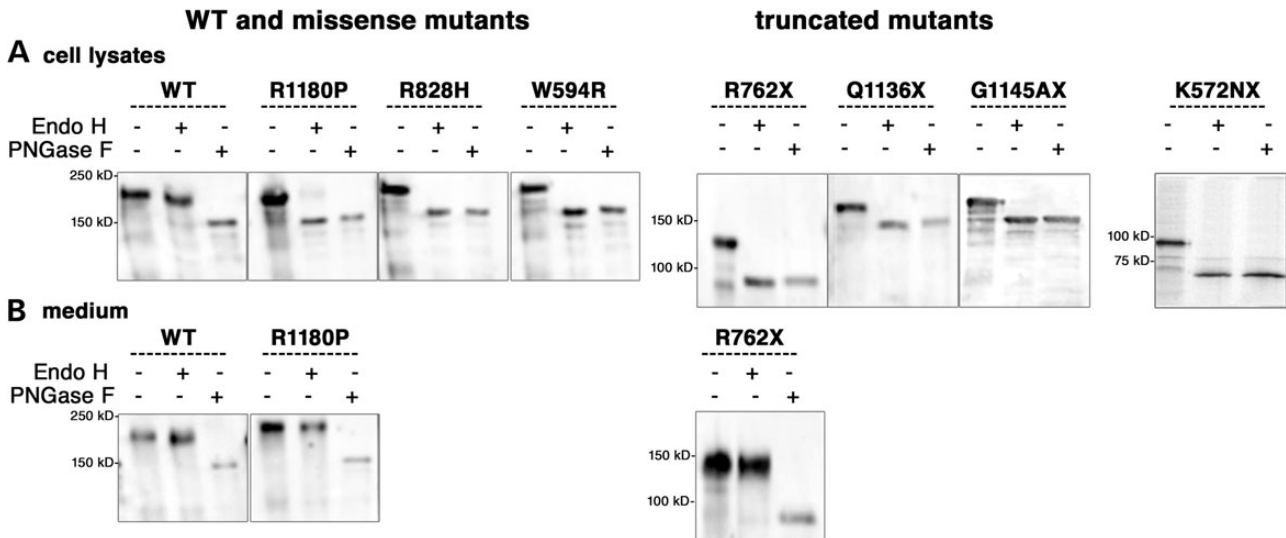 WT and missense mutants truncated mutants
A cell lysates
WT R1180P R828H W594R R762X Q1136X G1145AX K572NX
Endo H - + - - + - - + - - + - - + - - + - - + - - + -
PNGase F - - + - - + - - + - - + - - + - - + - - + - - +
250 kD-
150 kD-
150 kD-
100 kD-
100 kD-
75 kD-
B medium
WT R1180P R762X
Endo H - + - - + - - + -
PNGase F - - + - - + - - +
250 kD-
150 kD-
150 kD-
100 kD-